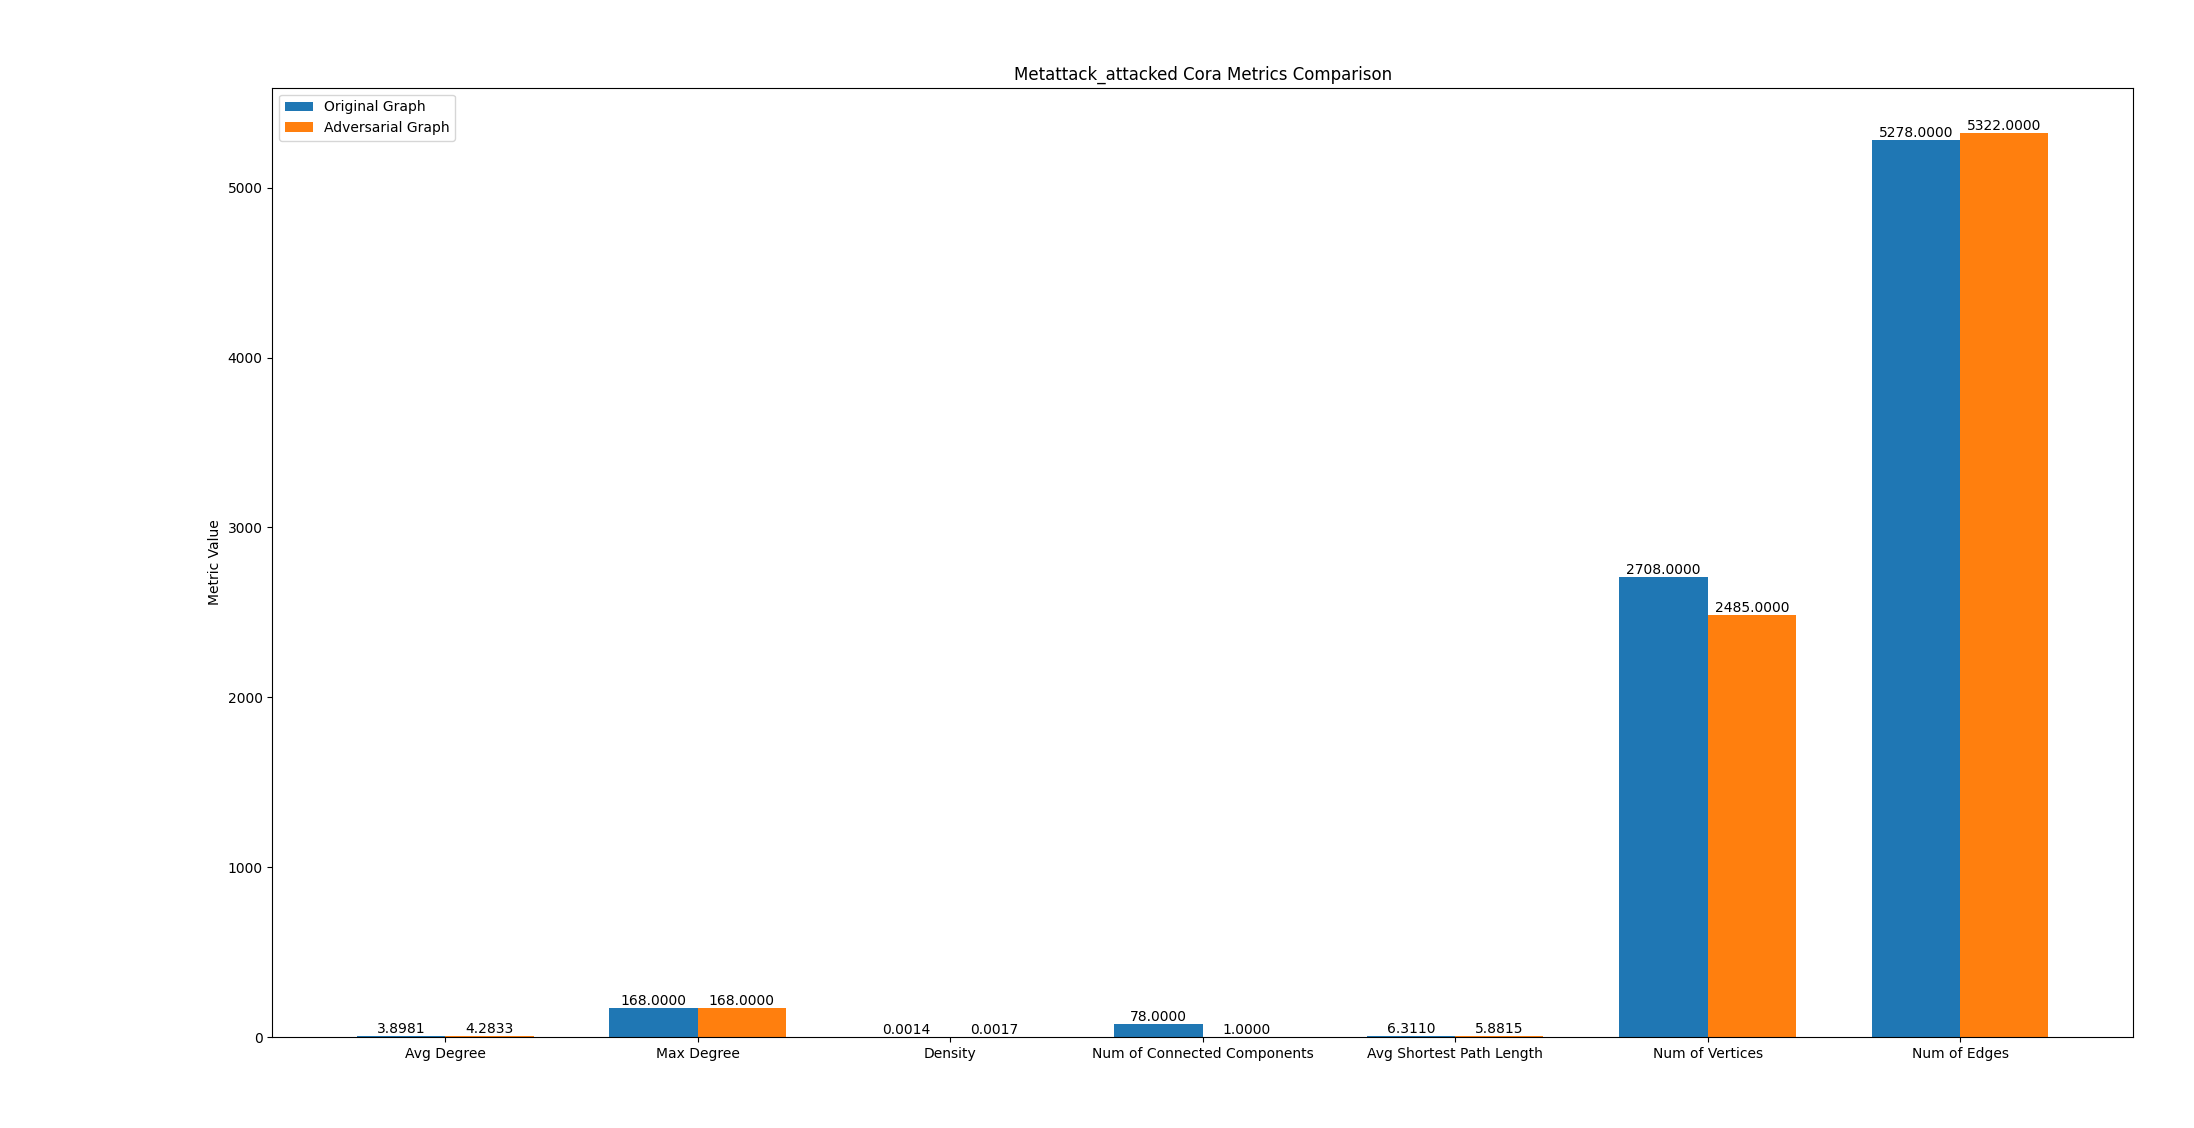 Metattack_attacked Cora Metrics Comparison
Original Graph
Adversarial Graph
Metric Value
5000
4000
3000
2000
1000
0
3.8981
4.2833
168.0000
168.0000
0.0014
0.0017
78.0000
1.0000
6.3110
5.8815
2708.0000
2485.0000
5278.0000
5322.0000
Avg Degree
Max Degree
Density
Num of Connected Components
Avg Shortest Path Length
Num of Vertices
Num of Edges